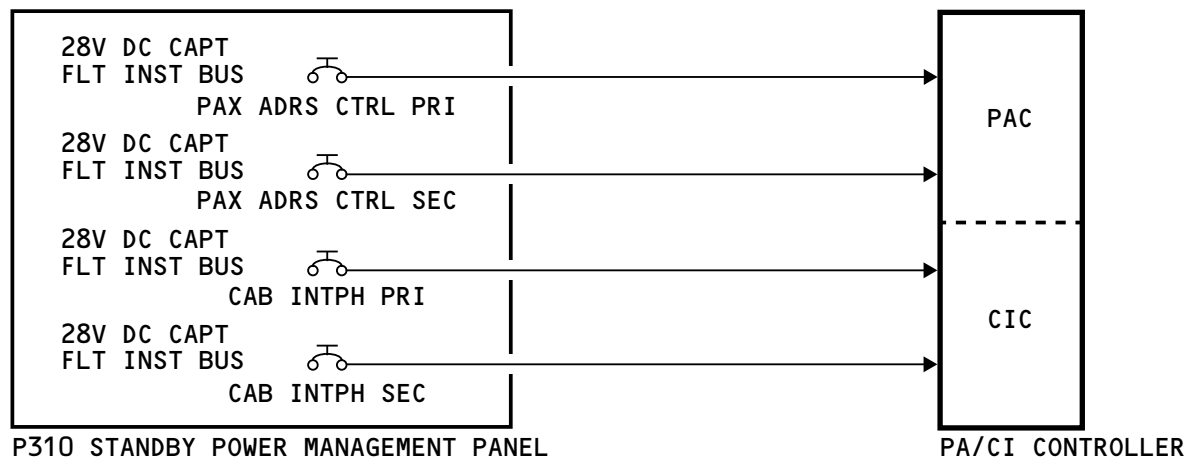 28V DC CAPT
FLT INST BUS
PAX ADRS CTRL PRI
28V DC CAPT
FLT INST BUS
PAX ADRS CTRL SEC
28V DC CAPT
FLT INST BUS
CAB INTPH PRI
28V DC CAPT
FLT INST BUS
CAB INTPH SEC
P310 STANDBY POWER MANAGEMENT PANEL
PAC
CIC
PA/CI CONTROLLER